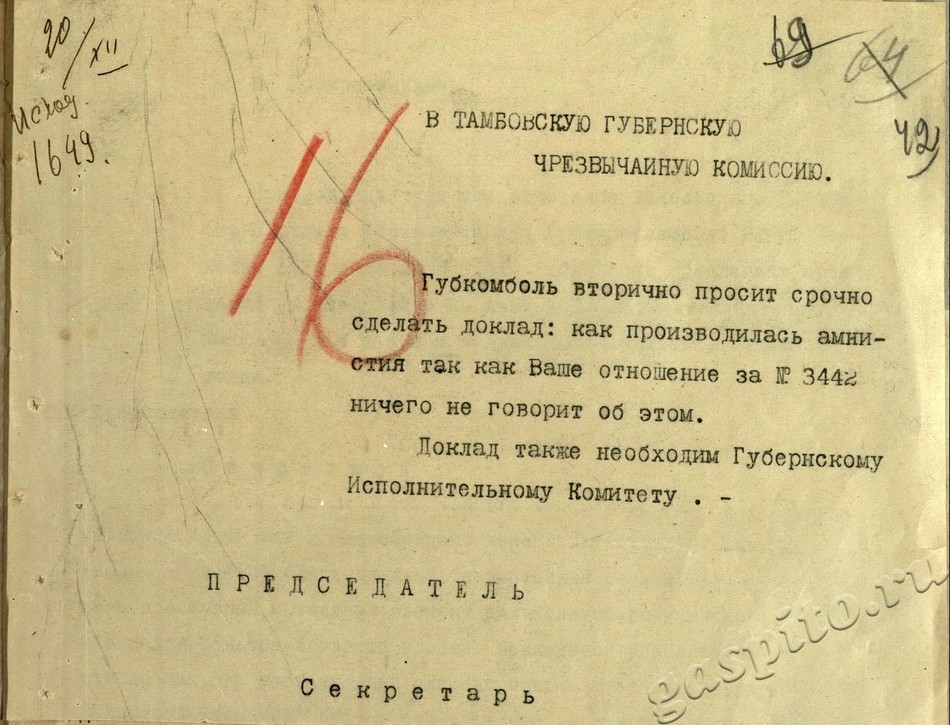 20/XII
Исход.
1649.
69
64
42
16
В ТАМБОВСКУЮ ГУБЕРНСКУЮ
ЧРЕЗВЫЧАИНУЮ КОМИССИЮ.
Губкомболь вторично просит срочно
сделать доклад: как производилась амни-
стия так как Ваше отношение за № 3442
ничего не говорит об этом.
Доклад также необходим Губернскому
Исполнительному Комитету . -
ПРЕДСЕДАТЕЛЬ
Секретарь
gaspito.ru